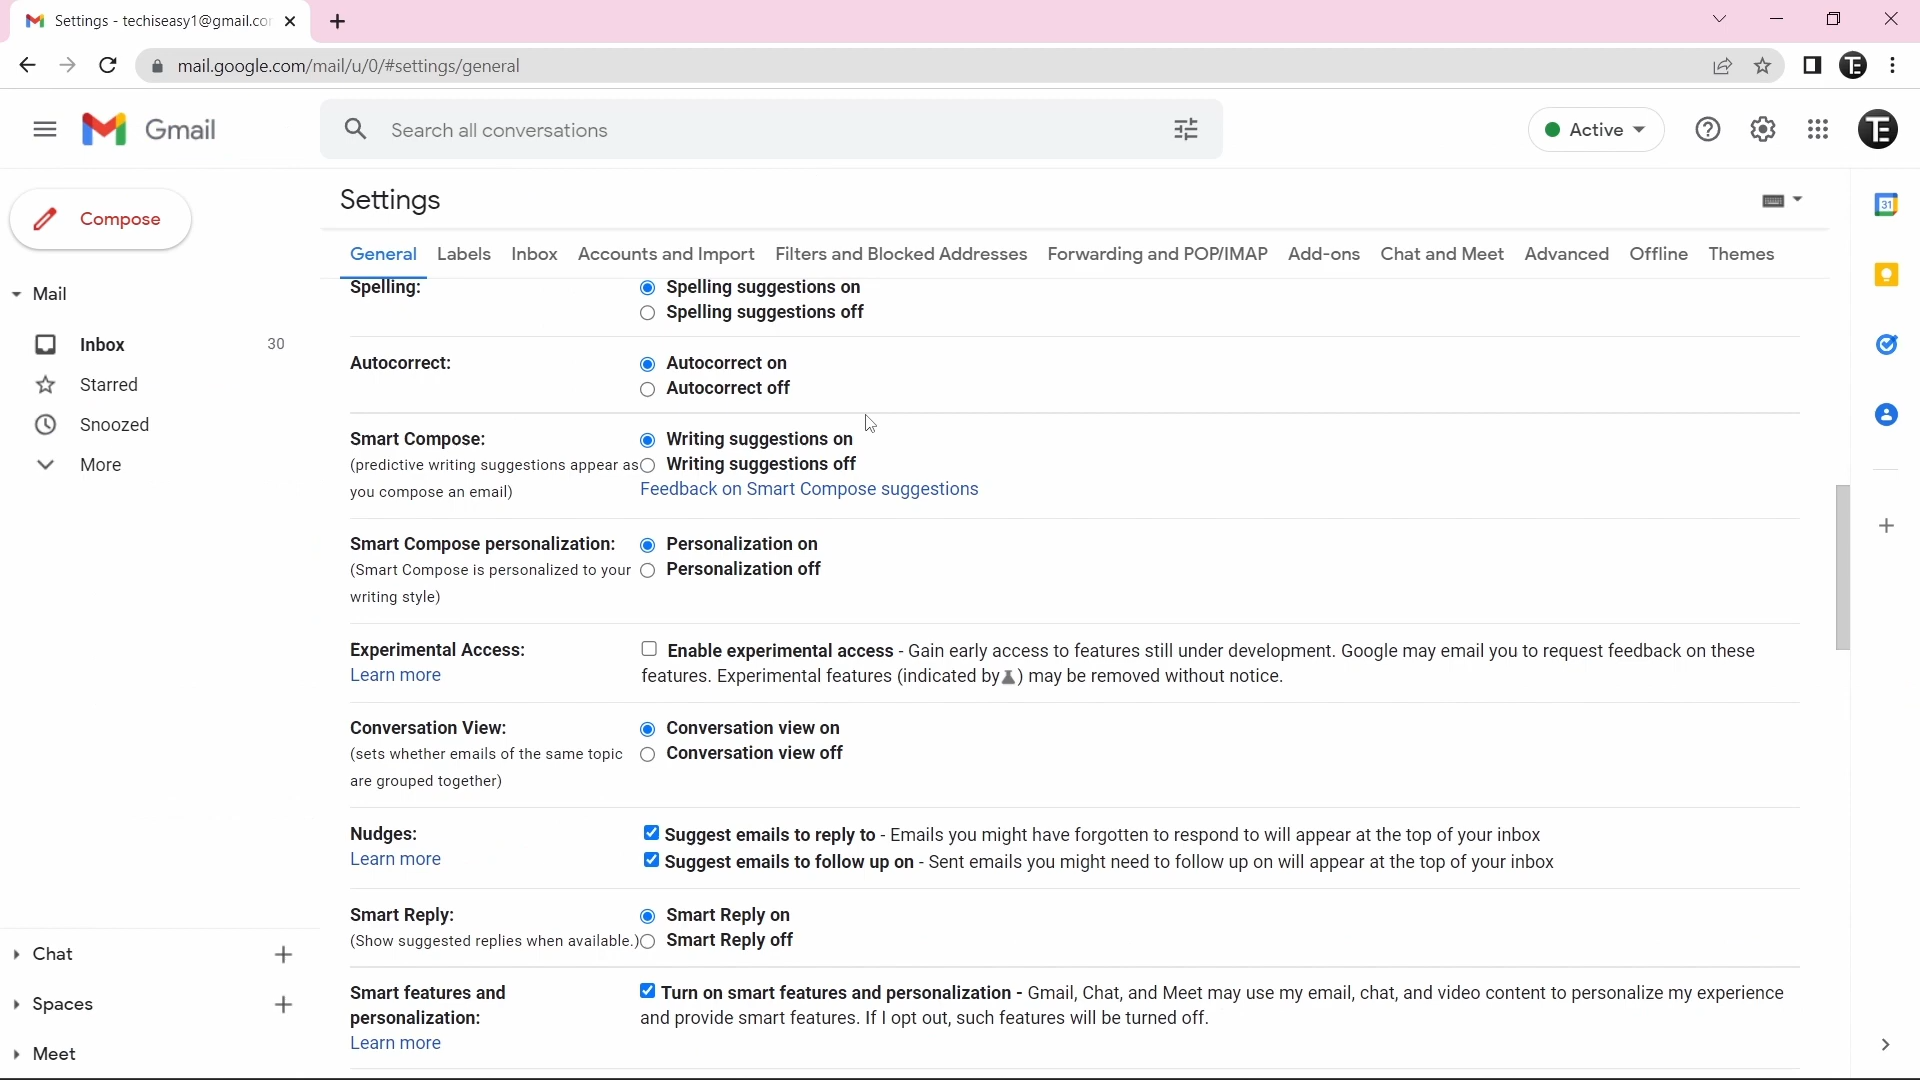 Settings - techiseasy1@gmail.com
mail.google.com/mail/u/0/#settings/general
TE
Gmail
Search all conversations
Active
TE
Compose
Settings
General Labels Inbox Accounts and Import Filters and Blocked Addresses Forwarding and POP/IMAP Add-ons Chat and Meet Advanced Offline Themes
31
Mail
Inbox 30
Starred
Snoozed
More
Spelling: Spelling suggestions on
Spelling suggestions off
Autocorrect: Autocorrect on
Autocorrect off
Smart Compose: Writing suggestions on
(predictive writing suggestions appear as Writing suggestions off
you compose an email) Feedback on Smart Compose suggestions
Smart Compose personalization: Personalization on
(Smart Compose is personalized to your Personalization off
writing style)
Experimental Access: Enable experimental access - Gain early access to features still under development. Google may email you to request feedback on these
Learn more features. Experimental features (indicated by ) may be removed without notice.
Conversation View: Conversation view on
(sets whether emails of the same topic Conversation view off
are grouped together)
Nudges: Suggest emails to reply to - Emails you might have forgotten to respond to will appear at the top of your inbox
Learn more Suggest emails to follow up on - Sent emails you might need to follow up on will appear at the top of your inbox
Smart Reply: Smart Reply on
(Show suggested replies when available.) Smart Reply off
Smart features and Turn on smart features and personalization - Gmail, Chat, and Meet may use my email, chat, and video content to personalize my experience
personalization: and provide smart features. If I opt out, such features will be turned off.
Learn more
Chat
Spaces
Meet